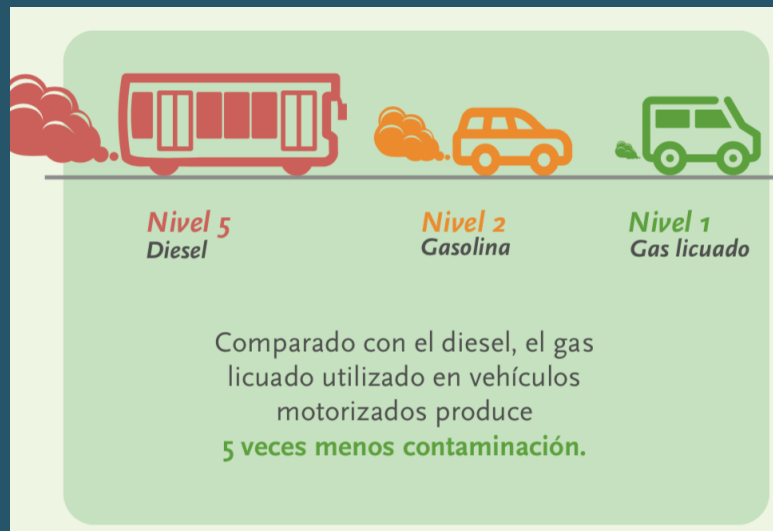 Nivel 5
Diesel
Nivel 2
Gasolina
Nivel 1
Gas licuado
Comparado con el diesel, el gas
licuado utilizado en vehículos
motorizados produce
5 veces menos contaminación.